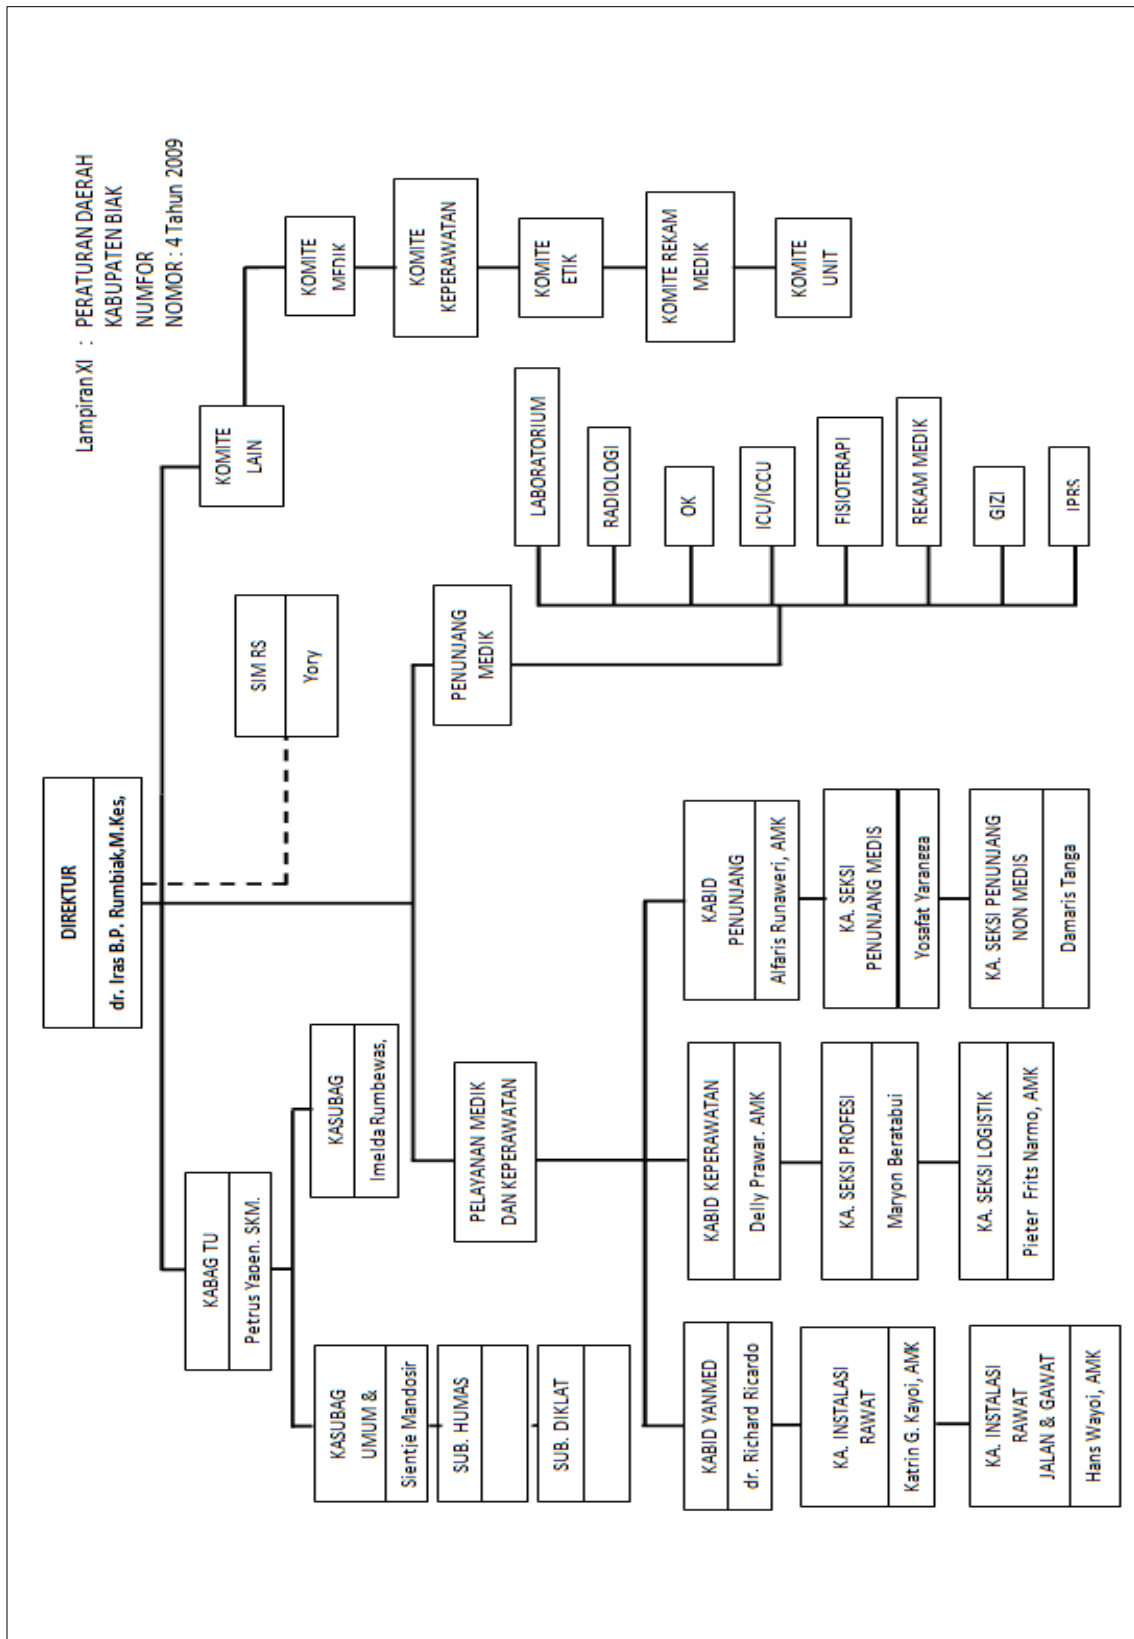 Lampiran XI : PERATURAN DAERAH
KABUPATEN BIAK
NUMFOR
NOMOR : 4 Tahun 2009
DIREKTUR
dr. Iras B.P. Rumbiak,M.Kes,
KABAG TU
Petrus Yapen. SKM.
SIM RS
Yory
KOMITE
LAIN
KASUBAG
UMUM &
Sientje Mandosir
SUB. HUMAS
SUB. DIKLAT
KASUBAG
Imelda Rumbewas,
KOMITE
MEDIK
KOMITE
KEPERAWATAN
KOMITE
ETIK
KOMITE REKAM
MEDIK
KOMITE
UNIT
PELAYANAN MEDIK
DAN KEPERAWATAN
PENUNJANG
MEDIK
LABORATORIUM
RADIOLOGI
OK
ICU/ICCU
FISIOTERAPI
REKAM MEDIK
GIZI
IPRS
KABID YANMED
dr. Richard Ricardo
KA. INSTALASI
RAWAT
Katrin G. Kayoi, AMK
KA. INSTALASI
RAWAT
JALAN & GAWAT
Hans Wayoi, AMK
KABID KEPERAWATAN
Delly Prawar. AMK
KA. SEKSI PROFESI
Maryon Beratabui
KA. SEKSI LOGISTIK
Pieter Frits Narmo, AMK
KABID
PENUNJANG
Alfaris Runaweri, AMK
KA. SEKSI
PENUNJANG MEDIS
Yosafat Yarangga
KA. SEKSI PENUNJANG
NON MEDIS
Damaris Tanga